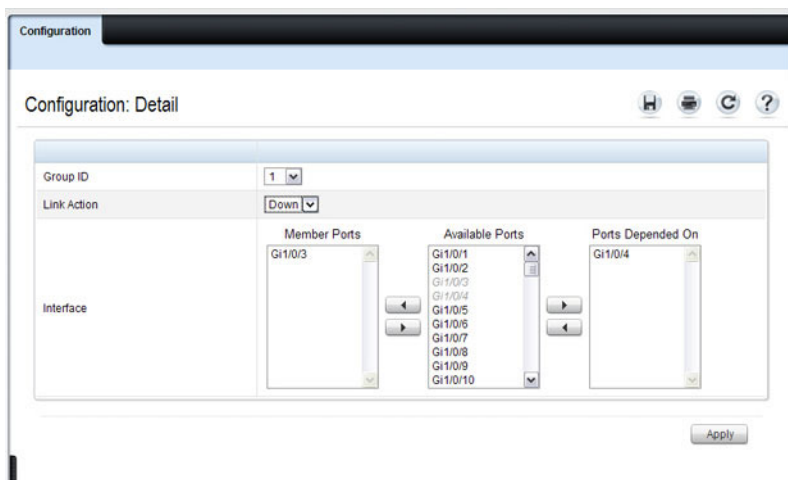 Configuration
Configuration: Detail
Group ID
1
Link Action
Down
Member Ports
Available Ports
Ports Depended On
Interface
Gi1/0/3
Gi1/0/1
Gi1/0/2
Gi1/0/3
Gi1/0/4
Gi1/0/5
Gi1/0/6
Gi1/0/7
Gi1/0/8
Gi1/0/9
Gi1/0/10
Gi1/0/4
Apply